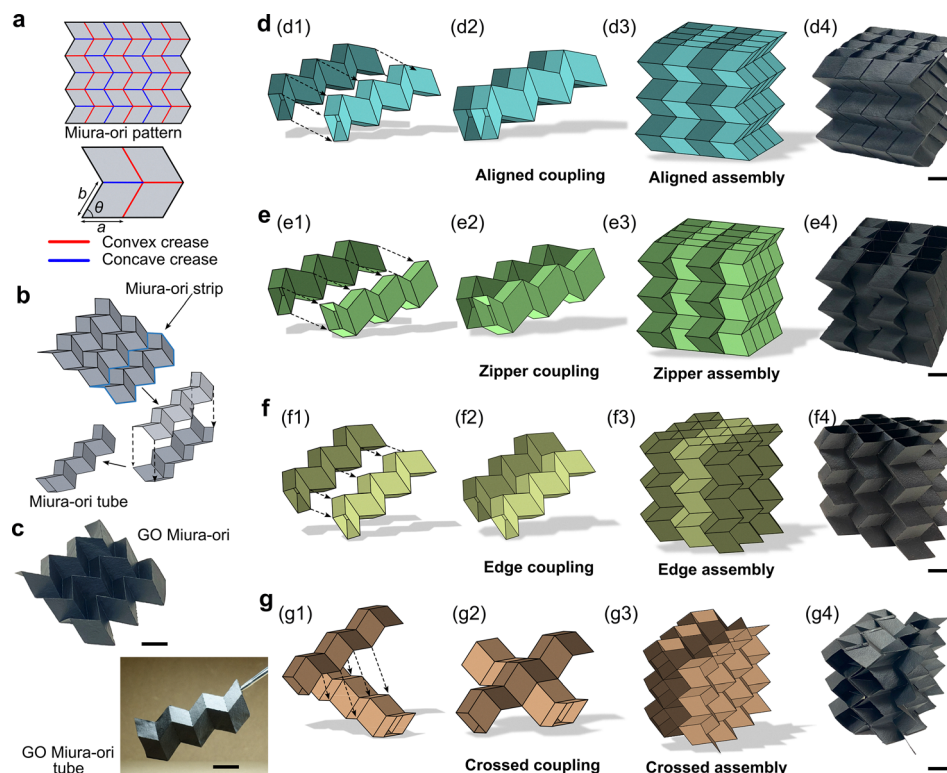 a
Miura-ori pattern
b
θ
a
Convex crease
Concave crease
b
Miura-ori strip
Miura-ori tube
c
GO Miura-ori
GO Miura-ori
tube
d
(d1)
(d2)
(d3)
(d4)
Aligned coupling
Aligned assembly
e
(e1)
(e2)
(e3)
(e4)
Zipper coupling
Zipper assembly
f
(f1)
(f2)
(f3)
(f4)
Edge coupling
Edge assembly
g
(g1)
(g2)
(g3)
(g4)
Crossed coupling
Crossed assembly